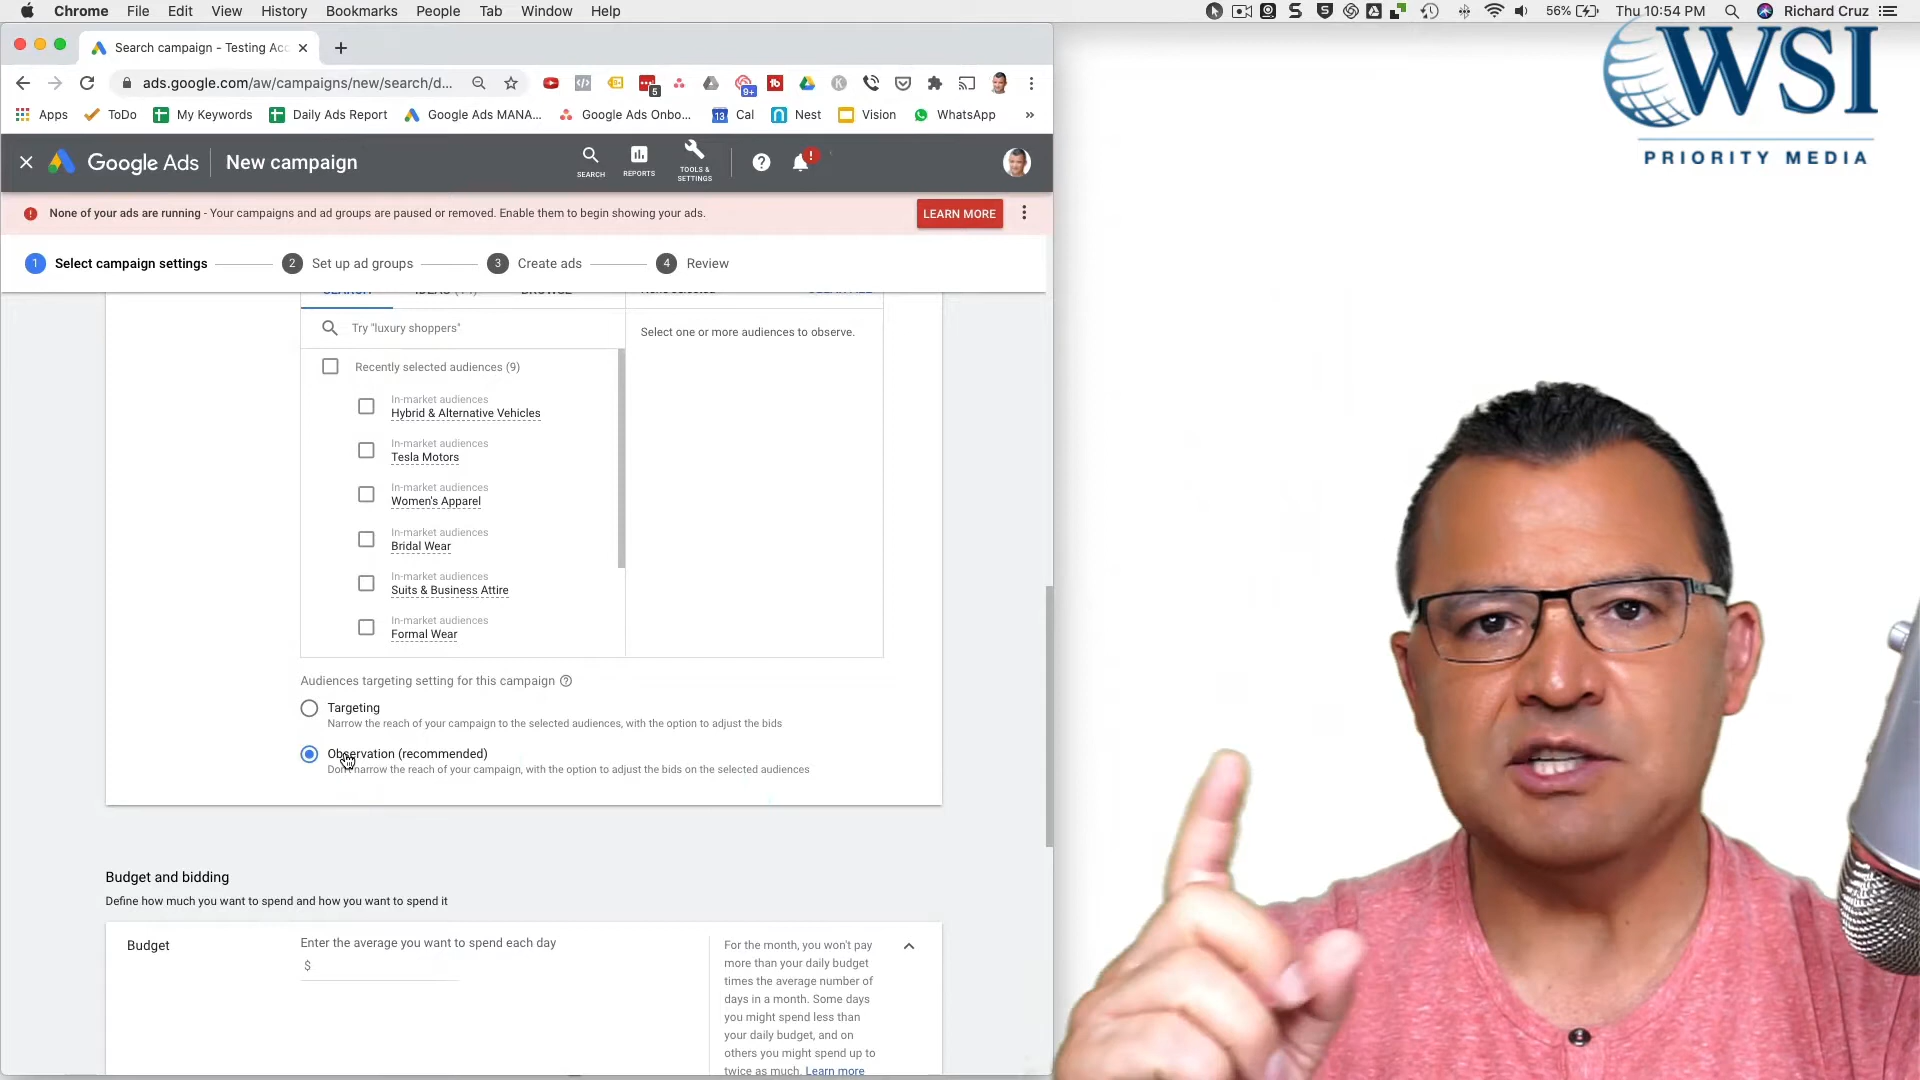 Chrome File Edit View History Bookmarks People Tab Window Help
56% Thu 10:54 PM Richard Cruz
Search campaign - Testing Acc
ads.google.com/aw/campaigns/new/search/d...
5
9+
Apps ToDo My Keywords Daily Ads Report Google Ads MANA... Google Ads Onbo... 13 Cal Nest Vision WhatsApp »
Google Ads New campaign
SEARCH REPORTS TOOLS & SETTINGS
None of your ads are running - Your campaigns and ad groups are paused or removed. Enable them to begin showing your ads. LEARN MORE
1 Select campaign settings 2 Set up ad groups 3 Create ads 4 Review
Try "luxury shoppers"
Select one or more audiences to observe.
Recently selected audiences (9)
In-market audiences
Hybrid & Alternative Vehicles
In-market audiences
Tesla Motors
In-market audiences
Women's Apparel
In-market audiences
Bridal Wear
In-market audiences
Suits & Business Attire
In-market audiences
Formal Wear
Audiences targeting setting for this campaign
Targeting
Narrow the reach of your campaign to the selected audiences, with the option to adjust the bids
Observation (recommended)
Don't narrow the reach of your campaign, with the option to adjust the bids on the selected audiences
Budget and bidding
Define how much you want to spend and how you want to spend it
Budget
Enter the average you want to spend each day
$
For the month, you won't pay
more than your daily budget
times the average number of
days in a month. Some days
you might spend less than
your daily budget, and on
others you might spend up to
twice as much. Learn more
WSI
PRIORITY MEDIA